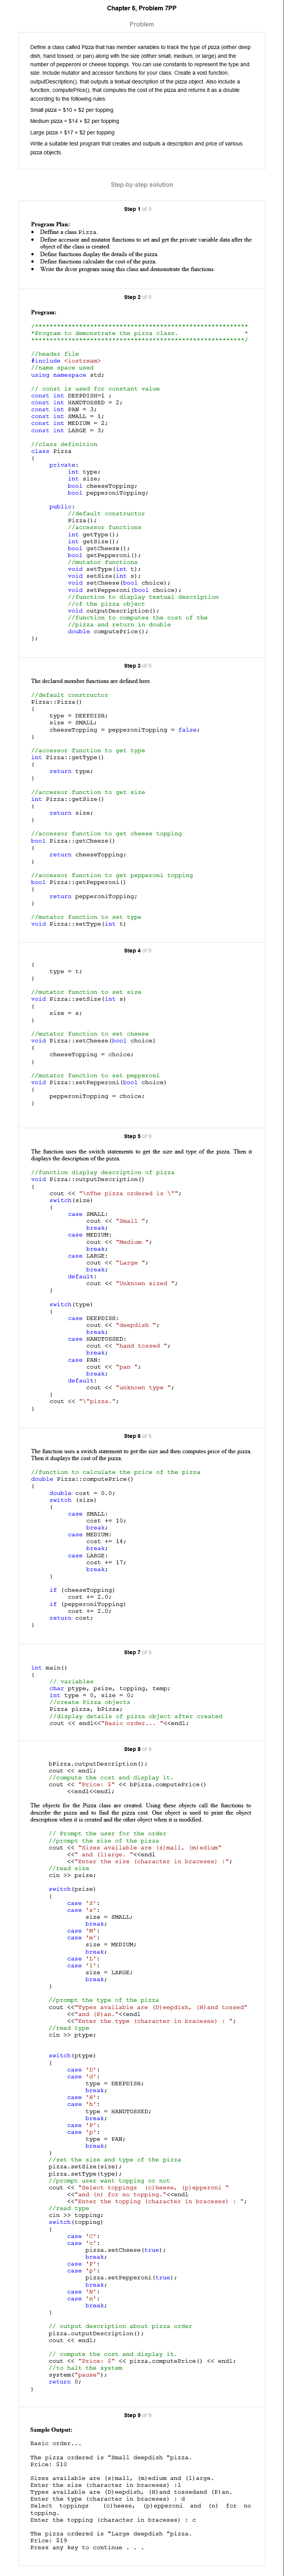 Chapter 6, Problem 7PP
Problem
Define a class called Pizza that has member variables to track the type of pizza (either deep
dish, hand tossed, or pan) along with the size (either small, medium, or large) and the
number of pepperoni or cheese toppings. You can use constants to represent the type and
size. Include mutator and accessor functions for your class. Create a void function,
outputDescription(), that outputs a textual description of the pizza object. Also include a
function, computePrice(), that computes the cost of the pizza and returns it as a double
according to the following rules:
Small pizza = $10 + $2 per topping
Medium pizza = $14 + $2 per topping
Large pizza = $17 + $2 per topping
Write a suitable test program that creates and outputs a description and price of various
pizza objects.
Step-by-step solution
Step 1 of 9
Program Plan:
• Deffine a class Pizza.
• Define accessor and mutator functions to set and get the private variable data after the
object of the class is created.
• Define functions display the details of the pizza.
• Define functions calculate the cost of the pizza.
• Write the diver program using this class and demonstrate the functions.
Step 2 of 9
Program:
/***********************************************************
*Program to demonstrate the pizza class. *
***********************************************************/
//header file
#include <iostream>
//name space used
using namespace std;
// const is used for constant value
const int DEEPDISH=1 ;
const int HANDTOSSED = 2;
const int PAN = 3;
const int SMALL = 1;
const int MEDIUM = 2;
const int LARGE = 3;
//class definition
class Pizza
{
private:
int type;
int size;
bool cheeseTopping;
bool pepperoniTopping;
public:
//default constructor
Pizza();
//accessor functions
int getType();
int getSize();
bool getCheeze();
bool getPepperoni();
//mutator functions
void setType(int t);
void setSize(int s);
void setCheese(bool choice);
void setPepperoni(bool choice);
//function to display textual description
//of the pizza object
void outputDescription();
//function to computes the cost of the
//pizza and return in double
double computePrice();
};
Step 3 of 9
The declared member functions are defined here.
//default constructor
Pizza::Pizza()
{
type = DEEPDISH;
size = SMALL;
cheeseTopping = pepperoniTopping = false;
}
//accessor function to get type
int Pizza::getType()
{
return type;
}
//accessor function to get size
int Pizza::getSize()
{
return size;
}
//accessor function to get cheese topping
bool Pizza::getCheeze()
{
return cheeseTopping;
}
//accessor function to get pepperoni topping
bool Pizza::getPepperoni()
{
return pepperoniTopping;
}
//mutator function to set type
void Pizza::setType(int t)
Step 4 of 9
{
type = t;
}
//mutator function to set size
void Pizza::setSize(int s)
{
size = s;
}
//mutator function to set cheese
void Pizza::setCheese(bool choice)
{
cheeseTopping = choice;
}
//mutator function to set pepperoni
void Pizza::setPepperoni(bool choice)
{
pepperoniTopping = choice;
}
Step 5 of 9
The function uses the switch statements to get the size and type of the pizza. Then it
displays the description of the pizza.
//function display description of pizza
void Pizza::outputDescription()
{
cout << "\nThe pizza ordered is \"";
switch(size)
{
case SMALL:
cout << "Small ";
break;
case MEDIUM:
cout << "Medium ";
break;
case LARGE:
cout << "Large ";
break;
default:
cout << "Unknown sized ";
}
switch(type)
{
case DEEPDISH:
cout << "deepdish ";
break;
case HANDTOSSED:
cout << "hand tossed ";
break;
case PAN:
cout << "pan ";
break;
default:
cout << "unknown type ";
}
cout << "\"pizza.";
}
Step 6 of 9
The function uses a switch statement to get the size and then computes price of the pizza.
Then it displays the cost of the pizza.
//function to calculate the price of the pizza
double Pizza::computePrice()
{
double cost = 0.0;
switch (size)
{
case SMALL:
cost += 10;
break;
case MEDIUM:
cost += 14;
break;
case LARGE:
cost += 17;
break;
}
if (cheeseTopping)
cost += 2.0;
if (pepperoniTopping)
cost += 2.0;
return cost;
}
Step 7 of 9
int main()
{
// variables
char ptype, psize, topping, temp;
int type = 0, size = 0;
//create Pizza objects
Pizza pizza, bPizza;
//display details of pizza object after created
cout << endl<<"Basic order... "<<endl;
Step 8 of 9
bPizza.outputDescription();
cout << endl;
//compute the cost and display it.
cout << "Price: $" << bPizza.computePrice()
<<endl<<endl;
The objects for the Pizza class are created. Using these objects call the functions to
describe the pizza and to find the pizza cost. One object is used to print the object
description when it is created and the other object when it is modified.
// Prompt the user for the order
//prompt the size of the pizza
cout << "Sizes available are (s)mall, (m)edium"
<<" and (l)arge. "<<endl
<<"Enter the size (character in braceses) :";
//read size
cin >> psize;
switch(psize)
{
case 'S':
case 's':
size = SMALL;
break;
case 'M':
case 'm':
size = MEDIUM;
break;
case 'L':
case 'l':
size = LARGE;
break;
}
//prompt the type of the pizza
cout <<"Types available are (D)eepdish, (H)and tossed"
<<"and (P)an."<<endl
<<"Enter the type (character in braceses) : ";
//read type
cin >> ptype;
switch(ptype)
{
case 'D':
case 'd':
type = DEEPDISH;
break;
case 'H':
case 'h':
type = HANDTOSSED;
break;
case 'P':
case 'p':
type = PAN;
break;
}
//set the size and type of the pizza
pizza.setSize(size);
pizza.setType(type);
//prompt user want topping or not
cout << "Select toppings (c)heese, (p)epperoni "
<<"and (n) for no topping."<<endl
<<"Enter the topping (character in braceses) : ";
//read type
cin >> topping;
switch(topping)
{
case 'C':
case 'c':
pizza.setCheese(true);
break;
case 'P':
case 'p':
pizza.setPepperoni(true);
break;
case 'N':
case 'n':
break;
}
// output description about pizza order
pizza.outputDescription();
cout << endl;
// compute the cost and display it.
cout << "Price: $" << pizza.computePrice() << endl;
//to halt the system
system("pause");
return 0;
}
Step 9 of 9
Sample Output:
Basic order...
The pizza ordered is "Small deepdish "pizza.
Price: $10
Sizes available are (s)mall, (m)edium and (l)arge.
Enter the size (character in braceses) :l
Types available are (D)eepdish, (H)and tossedand (P)an.
Enter the type (character in braceses) : d
Select toppings (c)heese, (p)epperoni and (n) for no
topping.
Enter the topping (character in braceses) : c
The pizza ordered is "Large deepdish "pizza.
Price: $19
Press any key to continue . . .